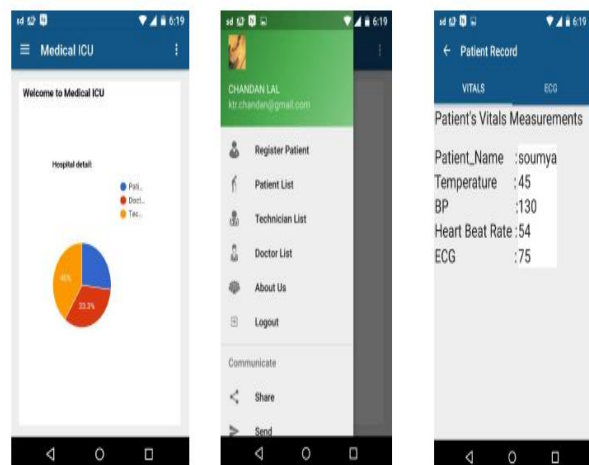 6:19
Medical ICU
Welcome to Medical ICU
Hospital detail:
Pati...
Doct...
Tec...
33.3%
6:19
CHANDAN LAL
ktr.chandan@gmail.com
Register Patient
Patient List
Technician List
Doctor List
About Us
Logout
Communicate
Share
Send
6:19
Patient Record
VITALS
ECG
Patient's Vitals Measurements
Patient_Name :soumya
Temperature :45
BP :130
Heart Beat Rate :54
ECG :75